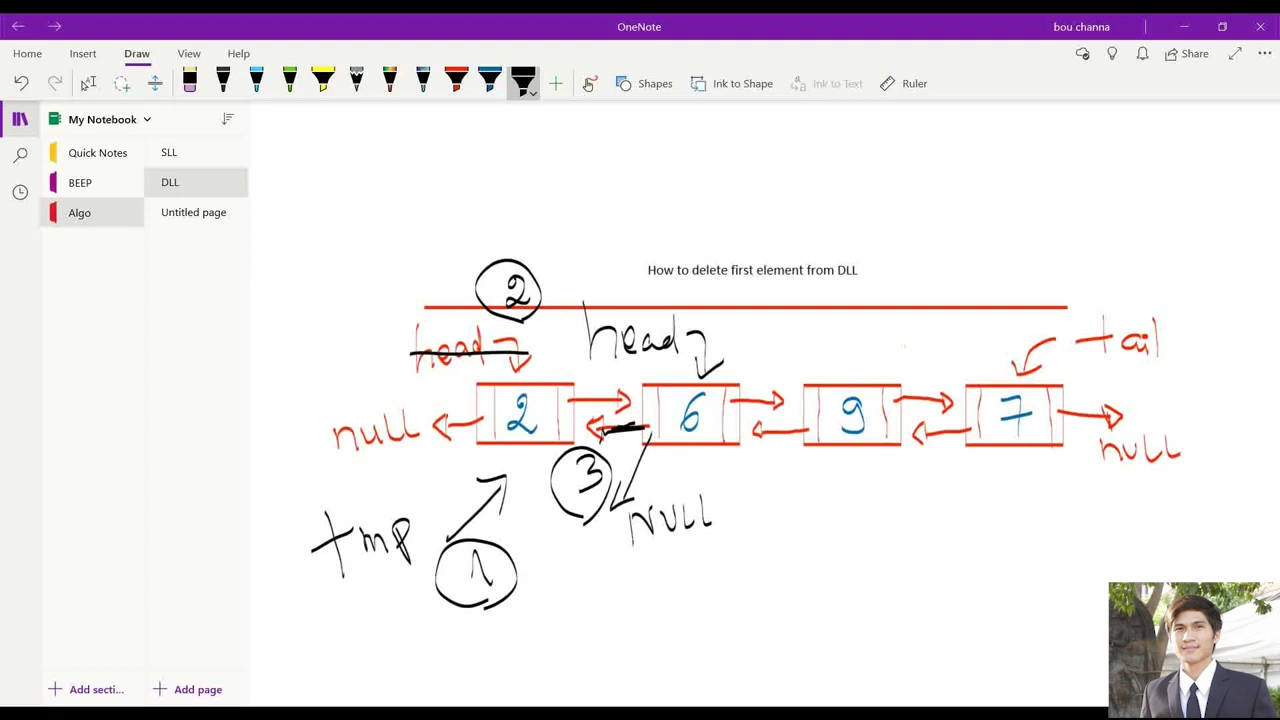 OneNote
bou channa
Home Insert Draw View Help
Share
Shapes
Ink to Shape
Ink to Text
Ruler
My Notebook
Quick Notes
SLL
BEEP
DLL
Algo
Untitled page
How to delete first element from DLL
2
head
head
tail
null
2
6
9
7
null
3
tmp
NULL
1
Add secti...
Add page